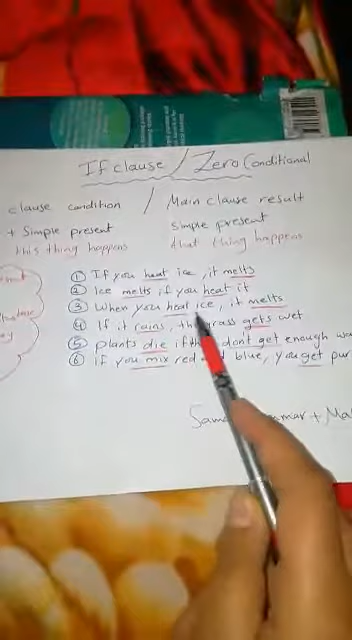 If clause / Zero Conditional
clause condition / Main clause result
+ Simple present simple present
this thing happens that thing happens
① If you heat ice, it melts
② Ice melts if you heat it
③ When you heat ice, it melts
④ If it rains, the grass gets wet
⑤ plants die if don't get enough
⑥ if you mix red blue, you get